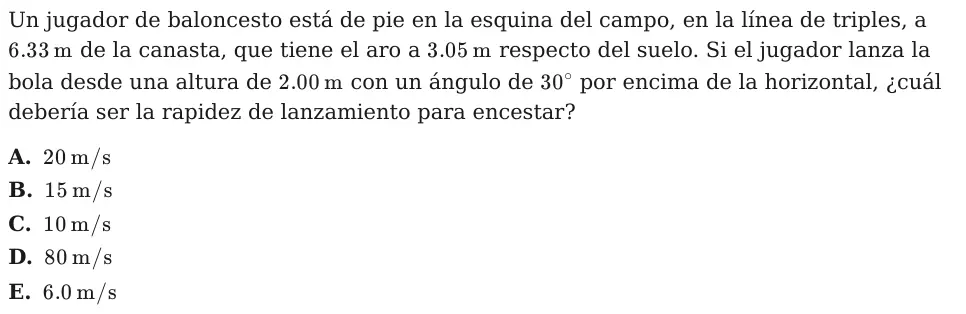 Un jugador de baloncesto está de pie en la esquina del campo, en la línea de triples, a
6.33 m de la canasta, que tiene el aro a 3.05 m respecto del suelo. Si el jugador lanza la
bola desde una altura de 2.00 m con un ángulo de 30° por encima de la horizontal, ¿cuál
debería ser la rapidez de lanzamiento para encestar?
A. 20 m/s
B. 15 m/s
C. 10 m/s
D. 80 m/s
E. 6.0 m/s